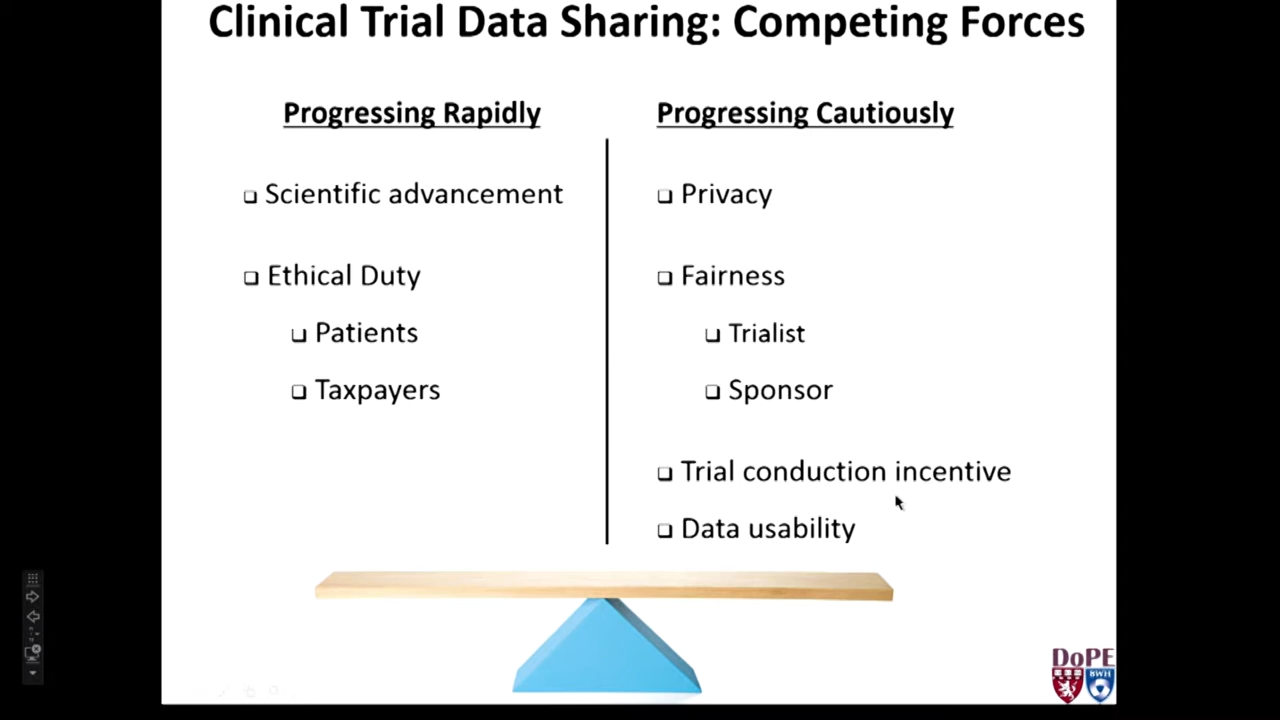 Clinical Trial Data Sharing: Competing Forces
Progressing Rapidly
Scientific advancement
Ethical Duty
Patients
Taxpayers
Progressing Cautiously
Privacy
Fairness
Trialist
Sponsor
Trial conduction incentive
Data usability
DoPE
BWH